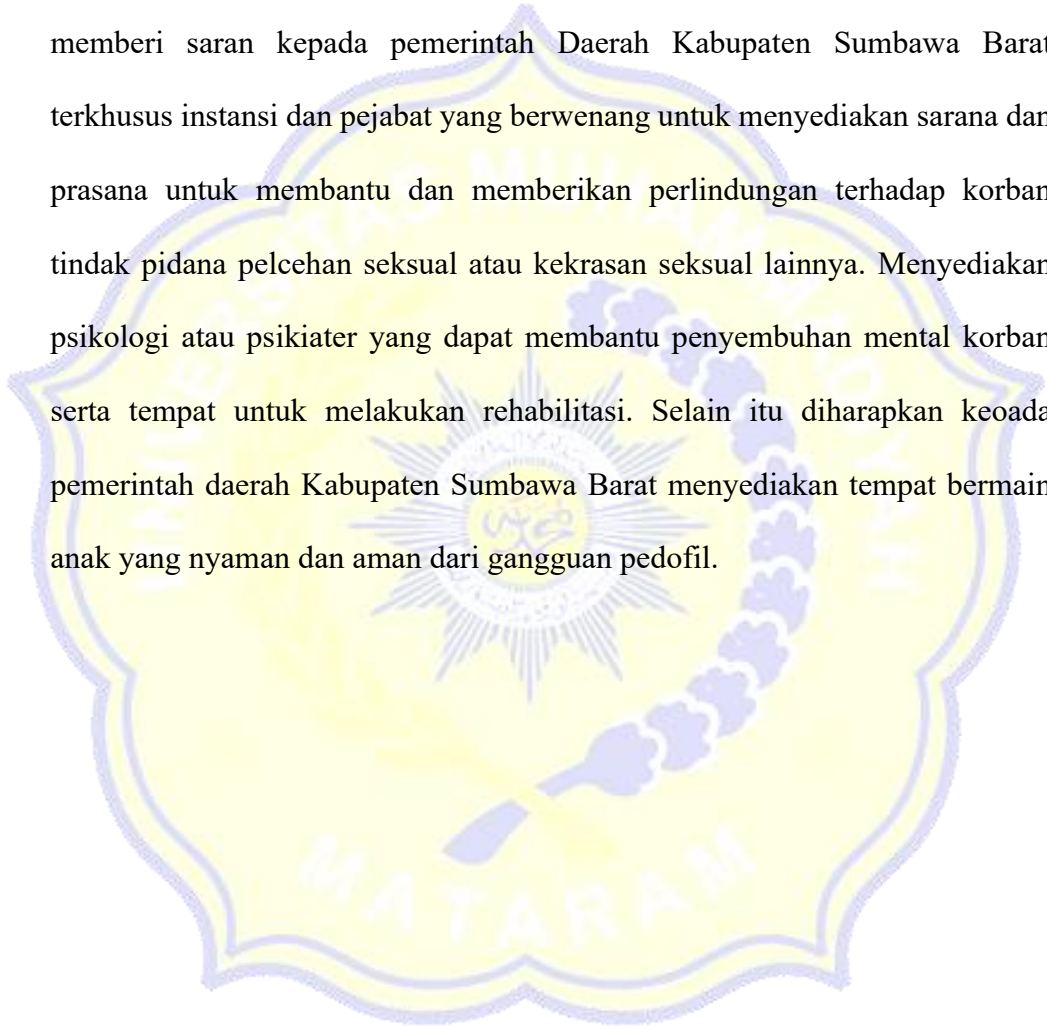 memberi saran kepada pemerintah Daerah Kabupaten Sumbawa Barat
terkhusus instansi dan pejabat yang berwenang untuk menyediakan sarana dan
prasana untuk membantu dan memberikan perlindungan terhadap korban
tindak pidana pelcehan seksual atau kekrasan seksual lainnya. Menyediakan
psikologi atau psikiater yang dapat membantu penyembuhan mental korban
serta tempat untuk melakukan rehabilitasi. Selain itu diharapkan keoada
pemerintah daerah Kabupaten Sumbawa Barat menyediakan tempat bermain
anak yang nyaman dan aman dari gangguan pedofil.
UNIVERSITAS MUHAMMADIYAH
MATARAM